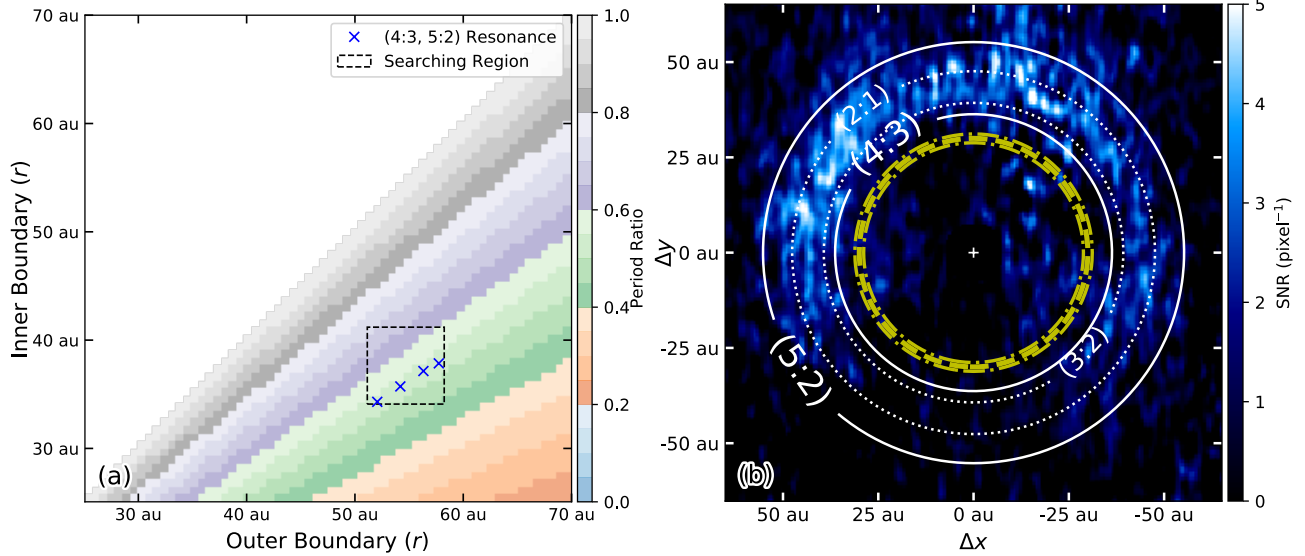 70 au
60 au
50 au
40 au
30 au
Inner Boundary (r)
(4:3, 5:2) Resonance
Searching Region
(a)
30 au
40 au
50 au
60 au
70 au
Outer Boundary (r)
1.0
0.8
0.6
0.4
0.2
0.0
Period Ratio
50 au
25 au
0 au
-25 au
-50 au
Δy
(2:1)
(4:3)
(3:2)
(5:2)
(b)
50 au
25 au
0 au
-25 au
-50 au
Δx
5
4
3
2
1
0
SNR (pixel⁻¹)